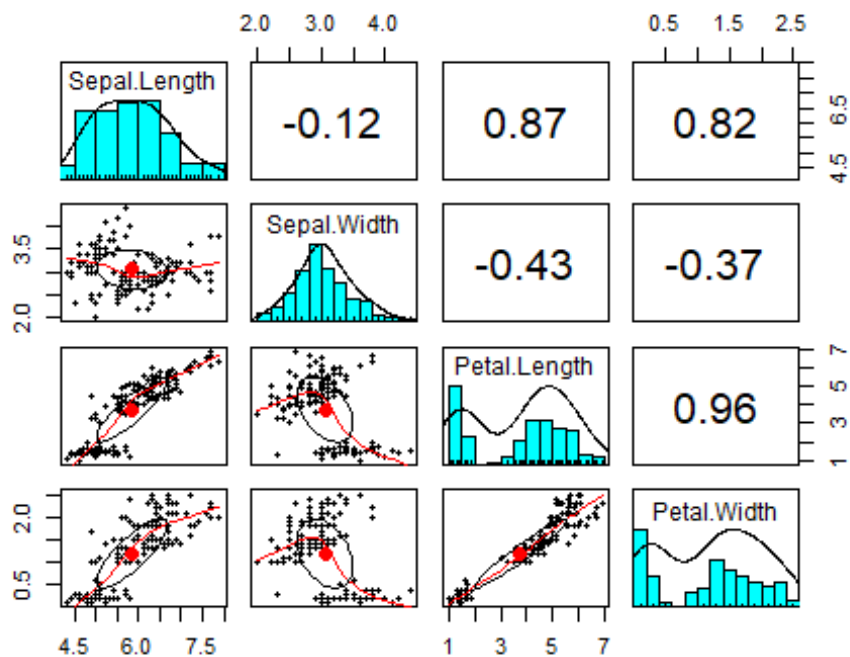 2.0 3.0 4.0 0.5 1.5 2.5
Sepal.Length -0.12 0.87 0.82 4.5 6.5
2.0 3.5 Sepal.Width -0.43 -0.37
Petal.Length 0.96 1 3 5 7
0.5 2.0 Petal.Width
4.5 6.0 7.5 1 3 5 7